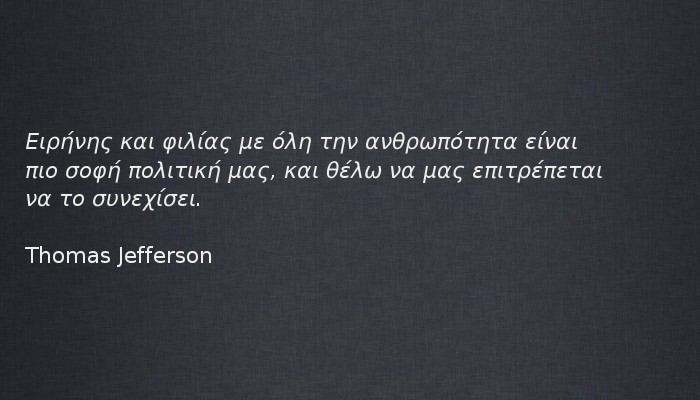 Ειρήνης και φιλίας με όλη την ανθρωπότητα είναι
πιο σοφή πολιτική μας, και θέλω να μας επιτρέπεται
να το συνεχίσει.
Thomas Jefferson